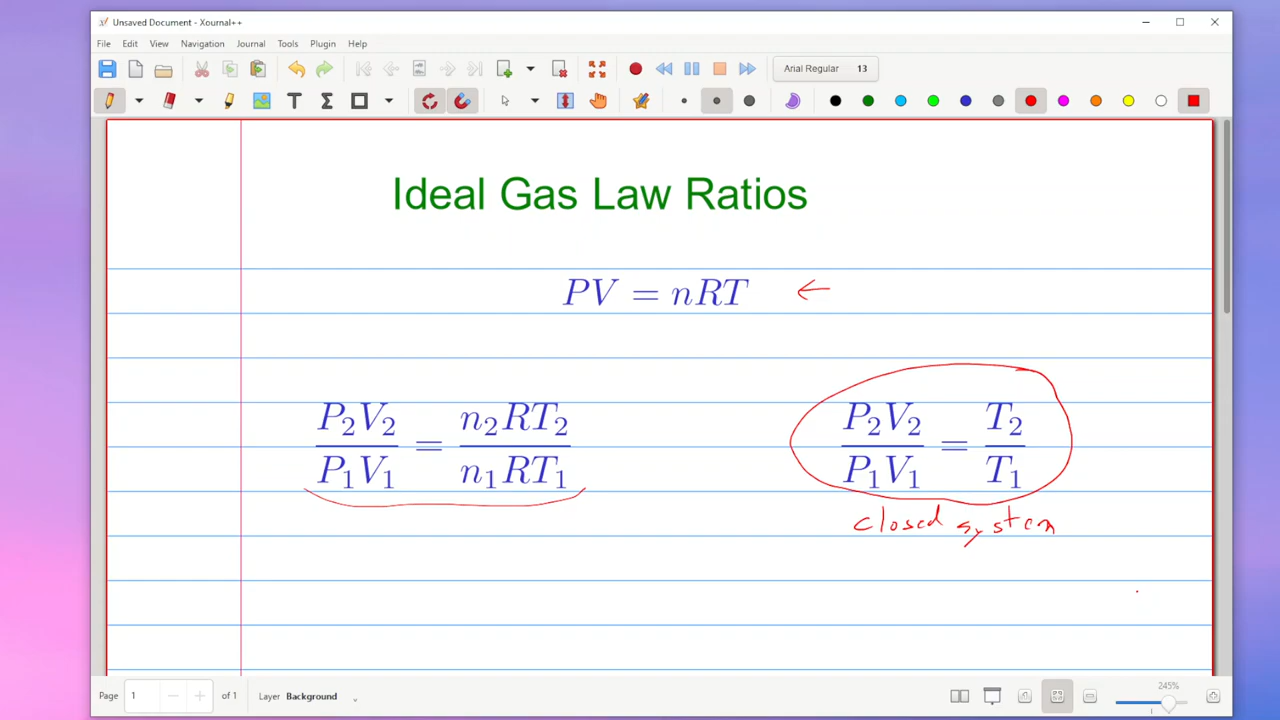 Unsaved Document - Xournal++
File Edit View Navigation Journal Tools Plugin Help
Arial Regular 13
Ideal Gas Law Ratios
PV = nRT ←
P₂V₂/P₁V₁ = n₂RT₂/n₁RT₁
P₂V₂/P₁V₁ = T₂/T₁
closed system
Page 1 of 1 Layer Background 245%